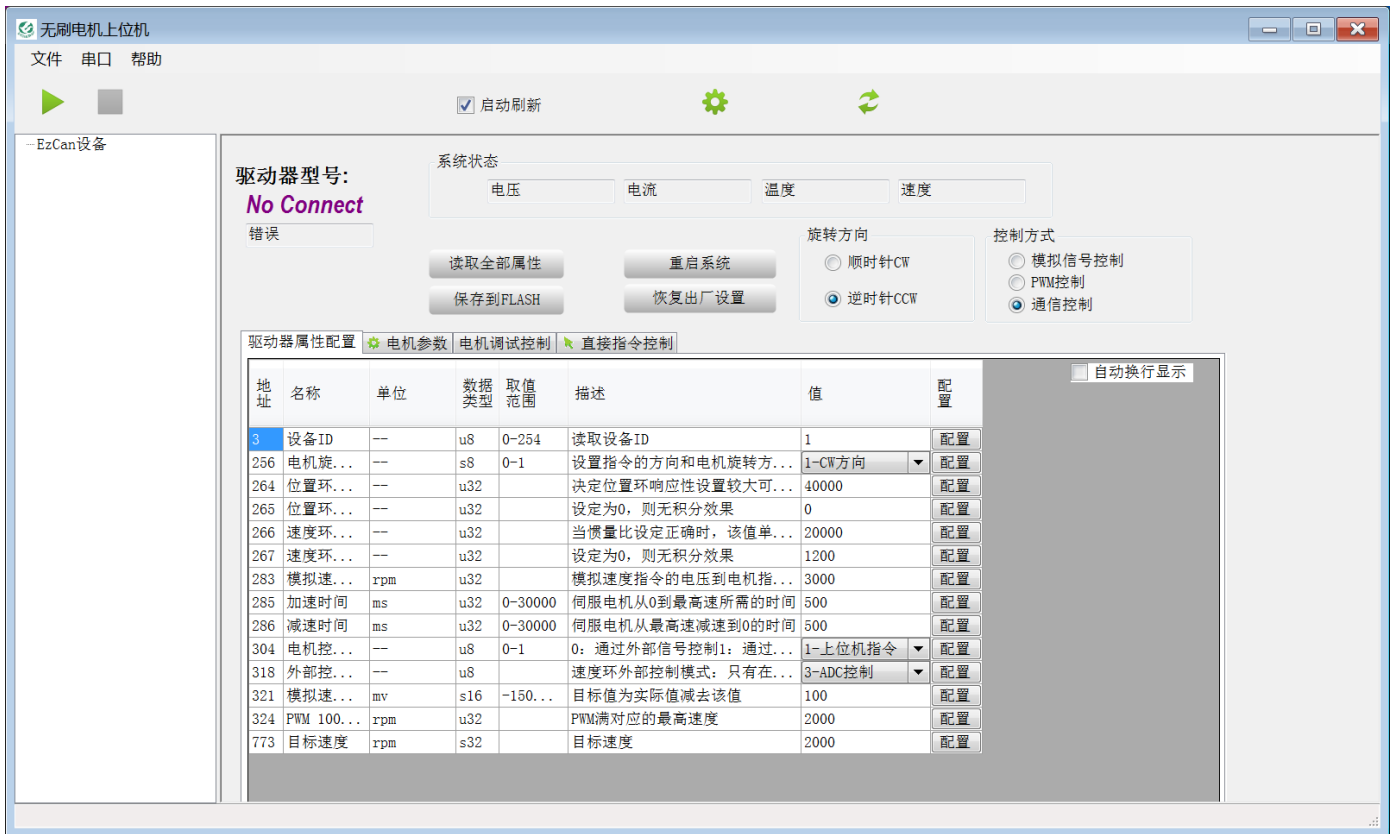 无刷电机上位机
文件 串口 帮助
启动刷新
EzCan设备
驱动器型号:
No Connect
错误
系统状态
电压 电流 温度 速度
读取全部属性 重启系统
保存到FLASH 恢复出厂设置
旋转方向
顺时针CW
逆时针CCW
控制方式
模拟信号控制
PWM控制
通信控制
驱动器属性配置 电机参数 电机调试控制 直接指令控制
自动换行显示
地址 名称 单位 数据类型 取值范围 描述 值 配置
3 设备ID -- u8 0-254 读取设备ID 1 配置
256 电机旋... -- s8 0-1 设置指令的方向和电机旋转方... 1-CW方向 配置
264 位置环... -- u32 决定位置环响应性设置较大可... 40000 配置
265 位置环... -- u32 设定为0，则无积分效果 0 配置
266 速度环... -- u32 当惯量比设定正确时，该值单... 20000 配置
267 速度环... -- u32 设定为0，则无积分效果 1200 配置
283 模拟速... rpm u32 模拟速度指令的电压到电机指... 3000 配置
285 加速时间 ms u32 0-30000 伺服电机从0到最高速所需的时间 500 配置
286 减速时间 ms u32 0-30000 伺服电机从最高速减速到0的时间 500 配置
304 电机控... -- u8 0-1 0：通过外部信号控制1：通过... 1-上位机指令 配置
318 外部控... -- u8 速度环外部控制模式：只有在... 3-ADC控制 配置
321 模拟速... mv s16 -150... 目标值为实际值减去该值 100 配置
324 PWM 100... rpm u32 PWM满对应的最高速度 2000 配置
773 目标速度 rpm s32 目标速度 2000 配置